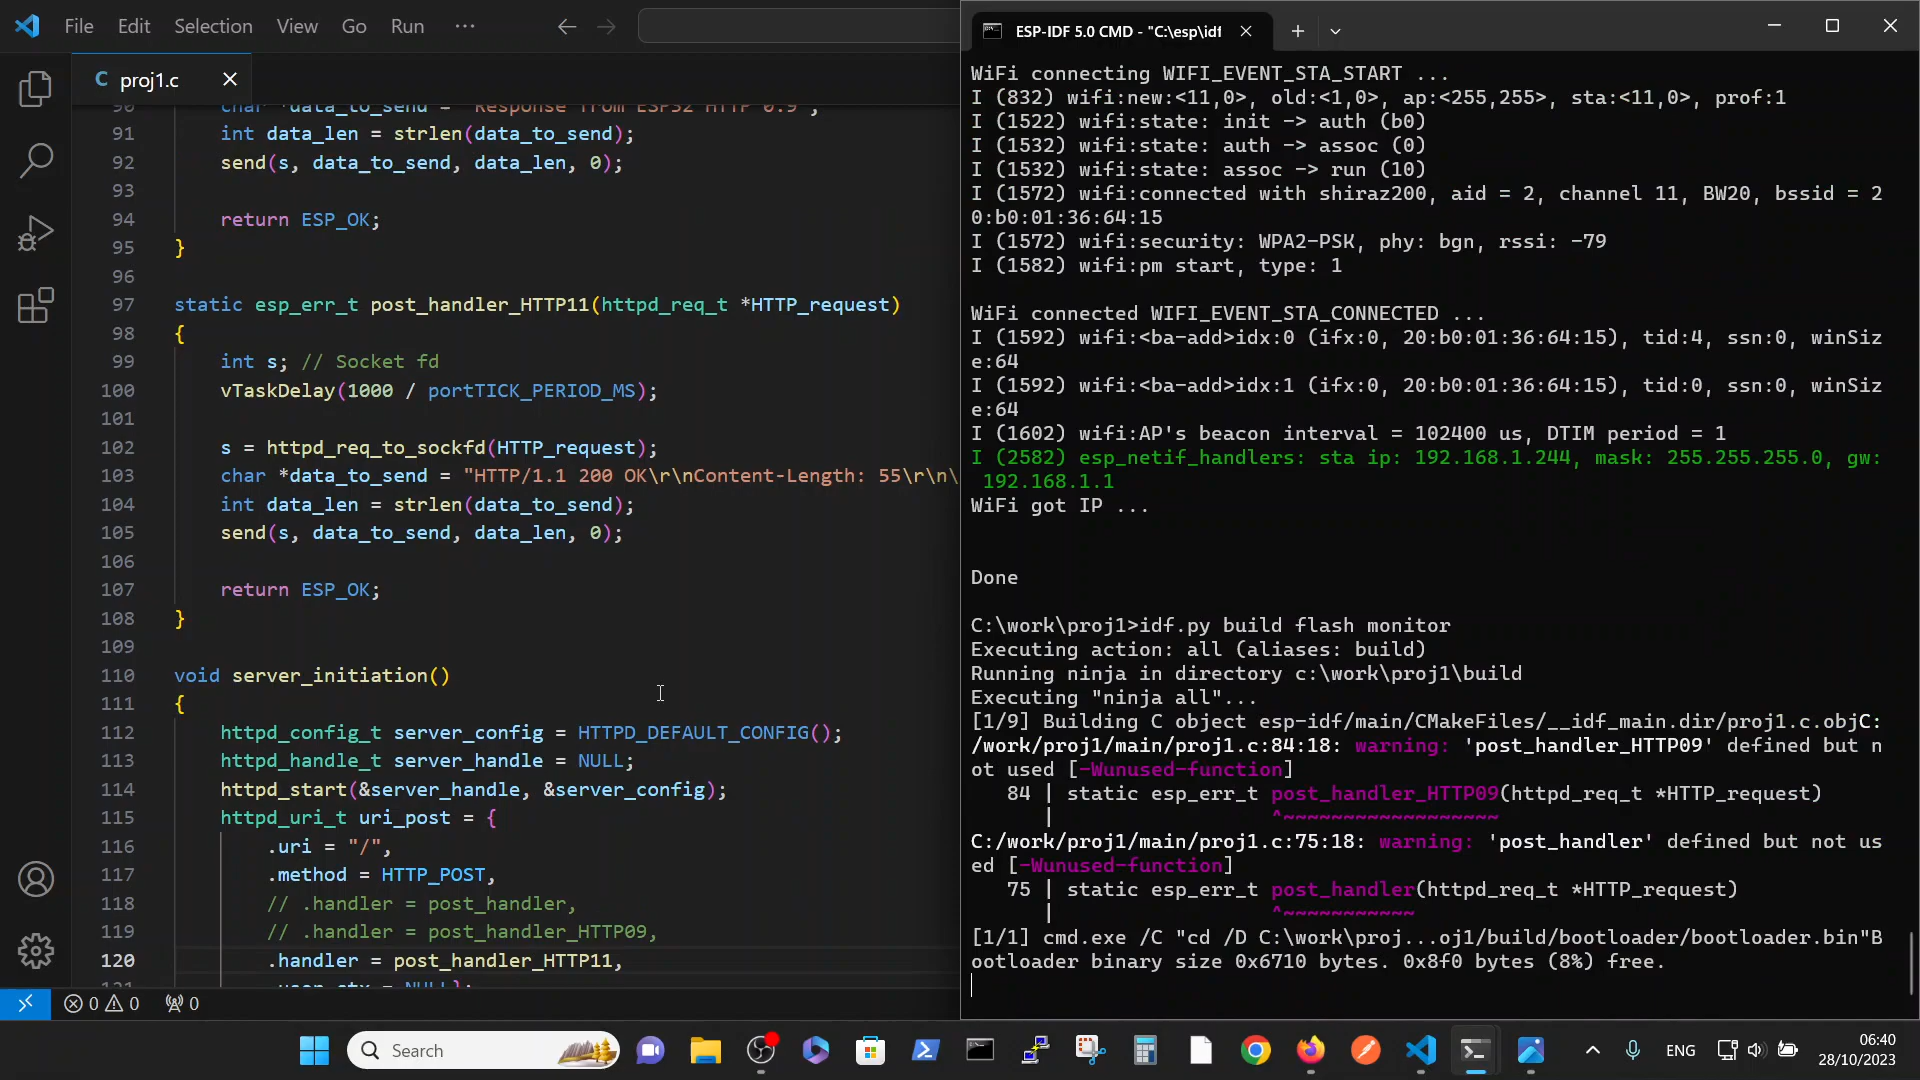 File Edit Selection View Go Run ...
C proj1.c
90 char *data_to_send = "Response from ESP32 HTTP 0.9";
91 int data_len = strlen(data_to_send);
92 send(s, data_to_send, data_len, 0);
93
94 return ESP_OK;
95 }
96
97 static esp_err_t post_handler_HTTP11(httpd_req_t *HTTP_request)
98 {
99 int s; // Socket fd
100 vTaskDelay(1000 / portTICK_PERIOD_MS);
101
102 s = httpd_req_to_sockfd(HTTP_request);
103 char *data_to_send = "HTTP/1.1 200 OK\r\nContent-Length: 55\r\n\
104 int data_len = strlen(data_to_send);
105 send(s, data_to_send, data_len, 0);
106
107 return ESP_OK;
108 }
109
110 void server_initiation()
111 {
112 httpd_config_t server_config = HTTPD_DEFAULT_CONFIG();
113 httpd_handle_t server_handle = NULL;
114 httpd_start(&server_handle, &server_config);
115 httpd_uri_t uri_post = {
116 .uri = "/",
117 .method = HTTP_POST,
118 // .handler = post_handler,
119 // .handler = post_handler_HTTP09,
120 .handler = post_handler_HTTP11,
121 .user_ctx = NULL};
0 0 0
ESP-IDF 5.0 CMD - "C:\esp\idf
WiFi connecting WIFI_EVENT_STA_START ...
I (832) wifi:new:<11,0>, old:<1,0>, ap:<255,255>, sta:<11,0>, prof:1
I (1522) wifi:state: init -> auth (b0)
I (1532) wifi:state: auth -> assoc (0)
I (1532) wifi:state: assoc -> run (10)
I (1572) wifi:connected with shiraz200, aid = 2, channel 11, BW20, bssid = 2
0:b0:01:36:64:15
I (1572) wifi:security: WPA2-PSK, phy: bgn, rssi: -79
I (1582) wifi:pm start, type: 1
WiFi connected WIFI_EVENT_STA_CONNECTED ...
I (1592) wifi:<ba-add>idx:0 (ifx:0, 20:b0:01:36:64:15), tid:4, ssn:0, winSiz
e:64
I (1592) wifi:<ba-add>idx:1 (ifx:0, 20:b0:01:36:64:15), tid:0, ssn:0, winSiz
e:64
I (1602) wifi:AP's beacon interval = 102400 us, DTIM period = 1
I (2582) esp_netif_handlers: sta ip: 192.168.1.244, mask: 255.255.255.0, gw:
192.168.1.1
WiFi got IP ...
Done
C:\work\proj1>idf.py build flash monitor
Executing action: all (aliases: build)
Running ninja in directory c:\work\proj1\build
Executing "ninja all"...
[1/9] Building C object esp-idf/main/CMakeFiles/__idf_main.dir/proj1.c.objC:
/work/proj1/main/proj1.c:84:18: warning: 'post_handler_HTTP09' defined but n
ot used [-Wunused-function]
84 | static esp_err_t post_handler_HTTP09(httpd_req_t *HTTP_request)
| ^~~~~~~~~~~~~~~~~~~
C:/work/proj1/main/proj1.c:75:18: warning: 'post_handler' defined but not us
ed [-Wunused-function]
75 | static esp_err_t post_handler(httpd_req_t *HTTP_request)
| ^~~~~~~~~~~~
[1/1] cmd.exe /C "cd /D C:\work\proj...oj1/build/bootloader/bootloader.bin"B
ootloader binary size 0x6710 bytes. 0x8f0 bytes (8%) free.
Search
ENG
06:40
28/10/2023